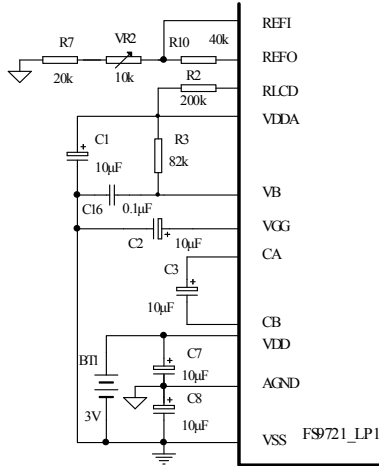 REFI
R7
VR2
R10
40k
REFO
20k
10k
R2
RLCD
200k
VDDA
C1
R3
10μF
82k
VB
C16
0.1μF
VGG
C2
10μF
CA
C3
10μF
CB
VDD
BT1
C7
10μF
AGND
C8
3V
10μF
VSS
FS9721_LP1